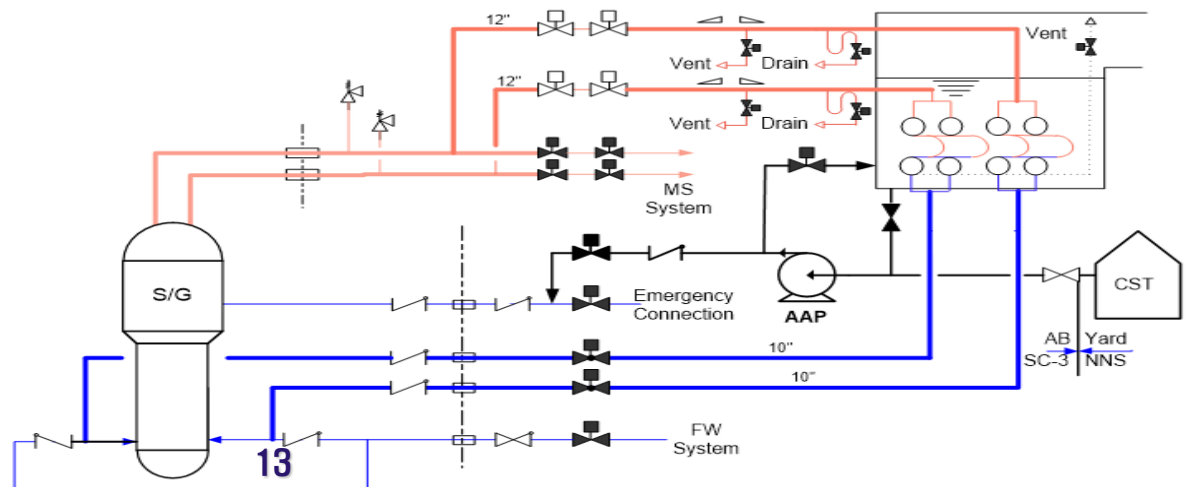 12"
Vent
Drain
Vent
12"
Vent
Drain
MS
System
S/G
Emergency
Connection
AAP
CST
AB
Yard
SC-3
NNS
10"
10"
FW
System
13